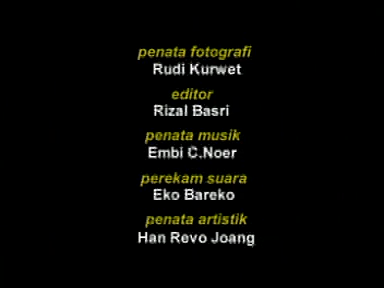 penata fotografi
Rudi Kurwet
editor
Rizal Basri
penata musik
Embi C.Noer
perekam suara
Eko Bareko
penata artistik
Han Revo Joang